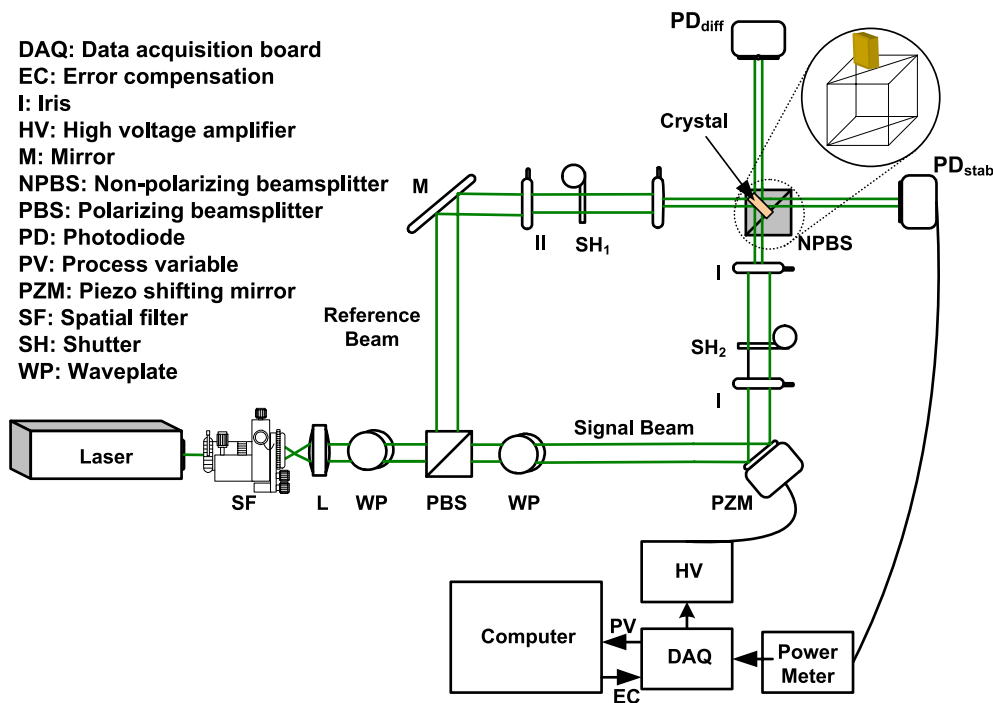 DAQ: Data acquisition board
EC: Error compensation
I: Iris
HV: High voltage amplifier
M: Mirror
NPBS: Non-polarizing beamsplitter
PBS: Polarizing beamsplitter
PD: Photodiode
PV: Process variable
PZM: Piezo shifting mirror
SF: Spatial filter
SH: Shutter
WP: Waveplate
PDdiff
Crystal
PDstab
M
II
SH1
NPBS
I
Reference
Beam
SH2
I
Signal Beam
Laser
SF
L
WP
PBS
WP
PZM
HV
Computer
PV
EC
DAQ
Power
Meter